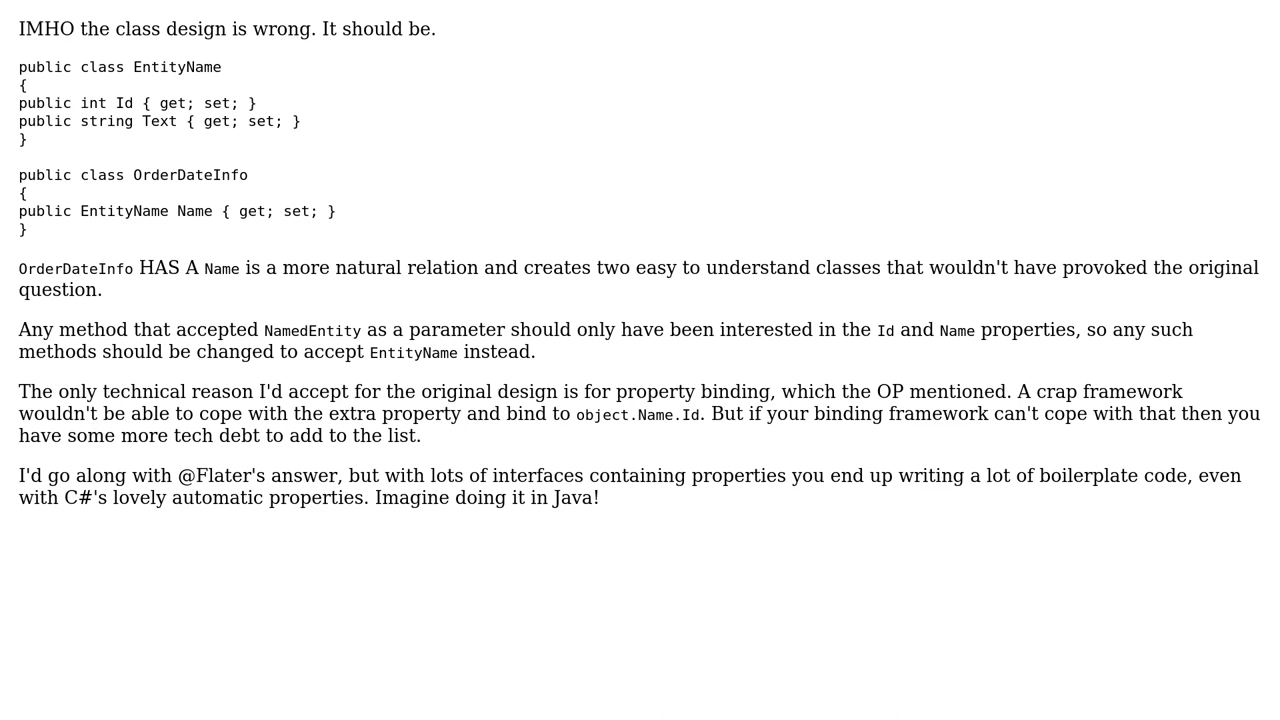 IMHO the class design is wrong. It should be.
public class EntityName
{
public int Id { get; set; }
public string Text { get; set; }
}
public class OrderDateInfo
{
public EntityName Name { get; set; }
}
OrderDateInfo HAS A Name is a more natural relation and creates two easy to understand classes that wouldn't have provoked the original
question.
Any method that accepted NamedEntity as a parameter should only have been interested in the Id and Name properties, so any such
methods should be changed to accept EntityName instead.
The only technical reason I'd accept for the original design is for property binding, which the OP mentioned. A crap framework
wouldn't be able to cope with the extra property and bind to object.Name.Id. But if your binding framework can't cope with that then you
have some more tech debt to add to the list.
I'd go along with @Flater's answer, but with lots of interfaces containing properties you end up writing a lot of boilerplate code, even
with C#'s lovely automatic properties. Imagine doing it in Java!